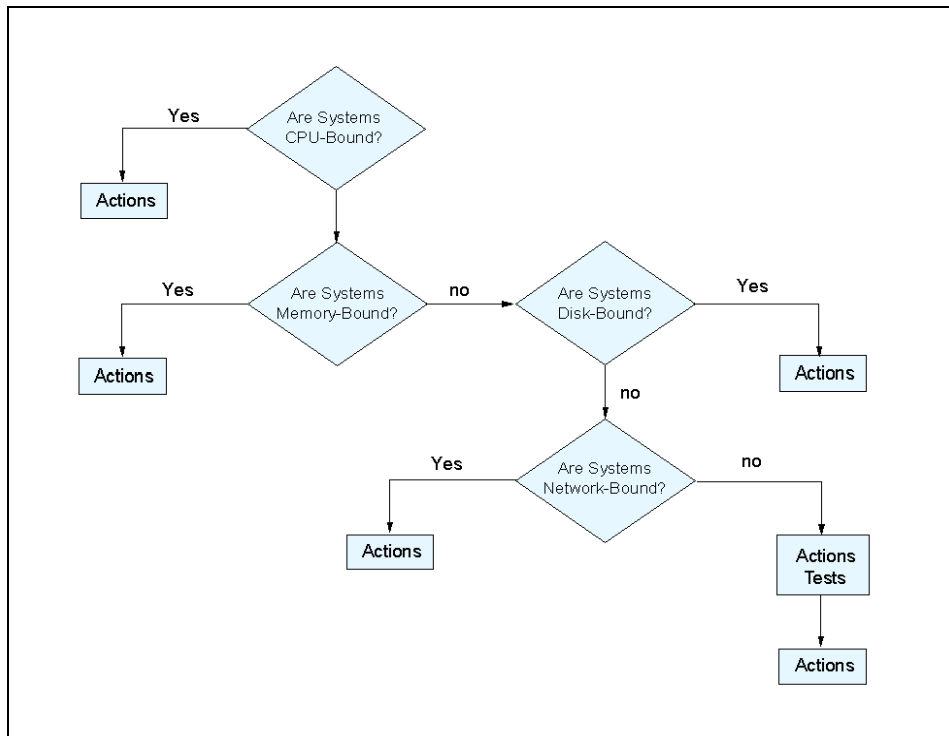 Are Systems
CPU-Bound?
Yes
Actions
Are Systems
Memory-Bound?
Yes
Actions
no
Are Systems
Disk-Bound?
Yes
Actions
no
Are Systems
Network-Bound?
Yes
Actions
no
Actions
Tests
Actions